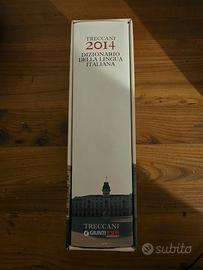 TRECCANI
2014
DIZIONARIO
DELLA LINGUA
ITALIANA
TRECCANI
GIUNTI
subito